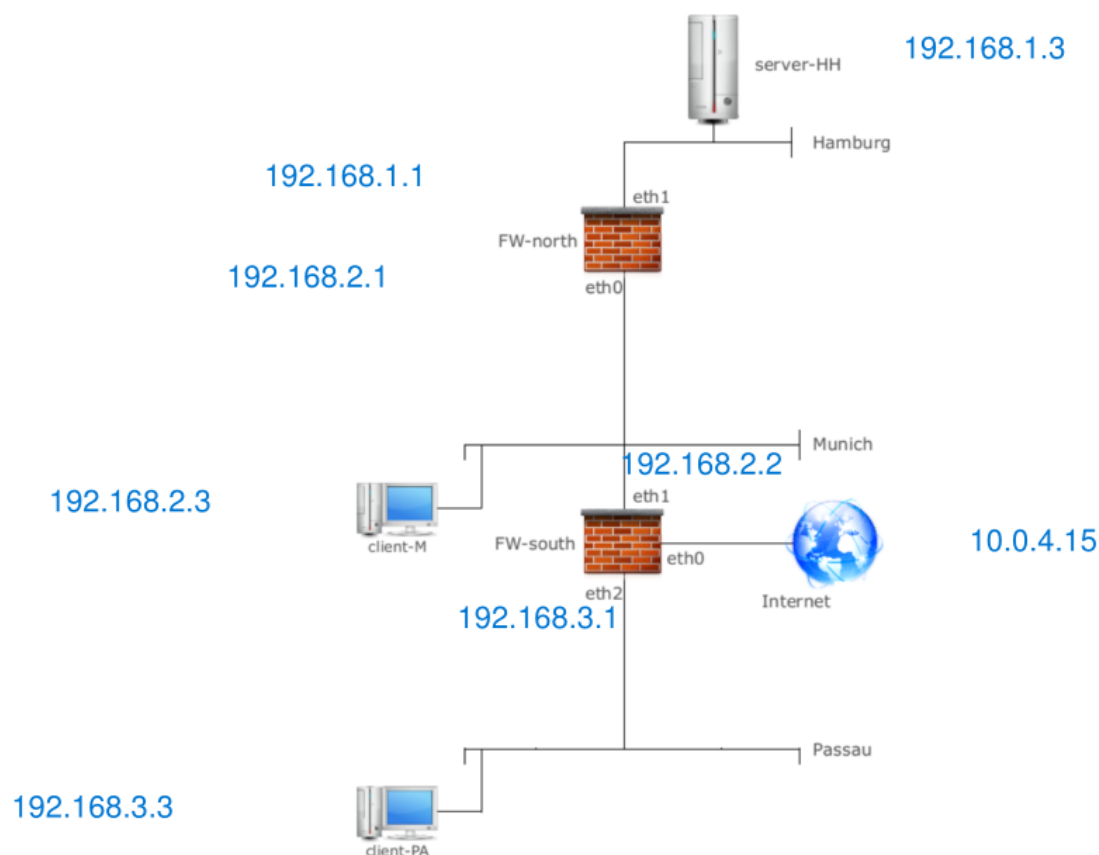 192.168.1.3
server-HH
Hamburg
192.168.1.1
eth1
FW-north
192.168.2.1
eth0
Munich
192.168.2.2
192.168.2.3
eth1
client-M
FW-south
eth0
10.0.4.15
eth2
Internet
192.168.3.1
Passau
192.168.3.3
client-PA